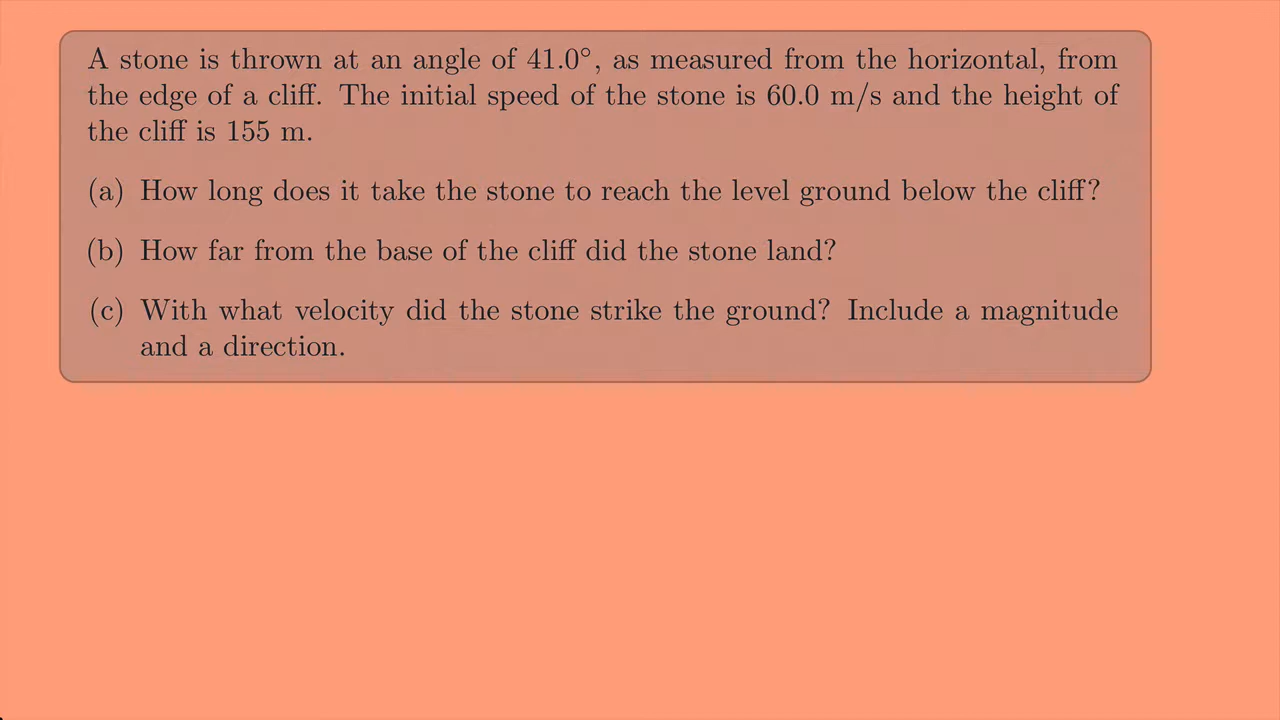 A stone is thrown at an angle of 41.0°, as measured from the horizontal, from
the edge of a cliff. The initial speed of the stone is 60.0 m/s and the height of
the cliff is 155 m.
(a) How long does it take the stone to reach the level ground below the cliff?
(b) How far from the base of the cliff did the stone land?
(c) With what velocity did the stone strike the ground? Include a magnitude
and a direction.